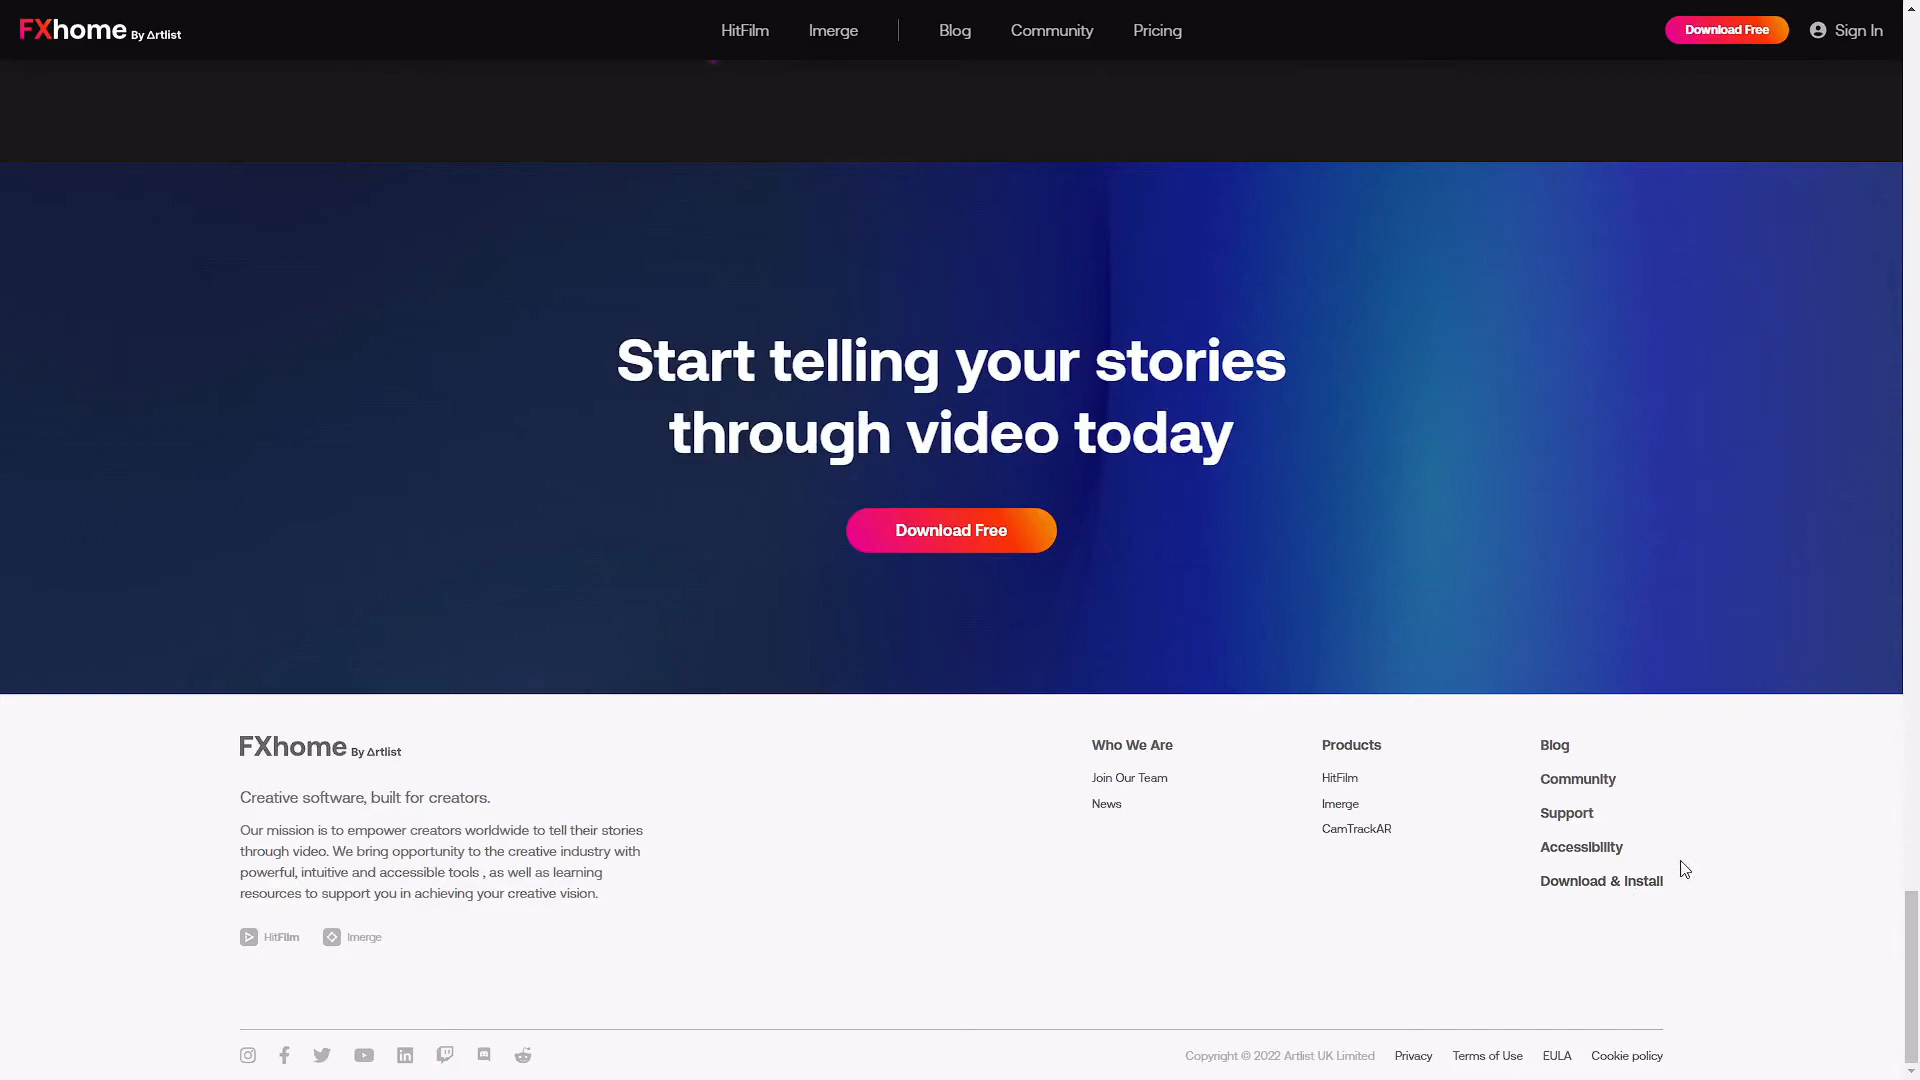 FXhome By Artlist
HitFilm
Imerge
Blog
Community
Pricing
Download Free
Sign In
Start telling your stories
through video today
Download Free
FXhome By Artlist
Creative software, built for creators.
Our mission is to empower creators worldwide to tell their stories
through video. We bring opportunity to the creative industry with
powerful, intuitive and accessible tools , as well as learning
resources to support you in achieving your creative vision.
HitFilm
Imerge
Who We Are
Join Our Team
News
Products
HitFilm
Imerge
CamTrackAR
Blog
Community
Support
Accessibility
Download & Install
Copyright © 2022 Artlist UK Limited
Privacy
Terms of Use
EULA
Cookie policy